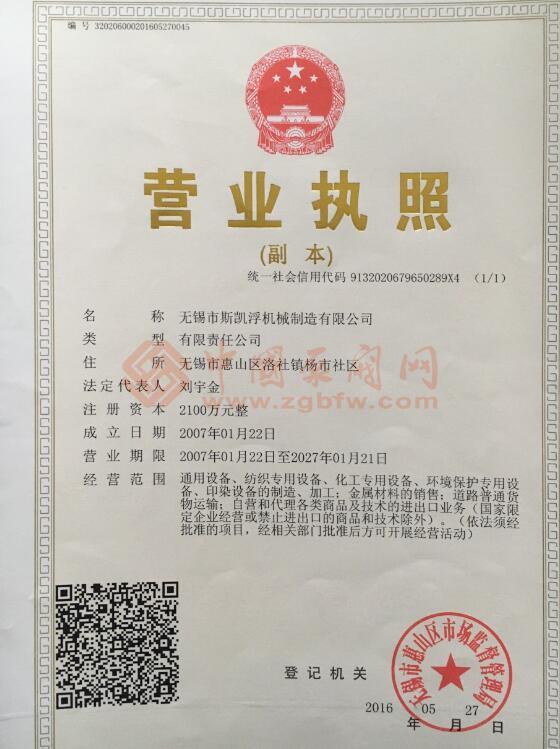 编 号 320206000201605270045
营业执照
(副 本)
统一社会信用代码 9132020679650289X4 (1/1)
名 称 无锡市斯凯浮机械制造有限公司
类 型 有限责任公司
住 所 无锡市惠山区洛社镇杨市社区
法定代表人 刘宇金
注册资本 2100万元整
成立日期 2007年01月22日
营业期限 2007年01月22日至2027年01月21日
经营范围 通用设备、纺织专用设备、化工专用设备、环境保护专用设
备、印染设备的制造、加工；金属材料的销售；道路普通货
物运输；自营和代理各类商品及技术的进出口业务（国家限
定企业经营或禁止进出口的商品和技术除外）。（依法须经
批准的项目，经相关部门批准后方可开展经营活动）
中国泵阀网
www.zgbfw.com
登记机关
无锡市惠山区市场监督管理局
2016 05 27
年 月 日